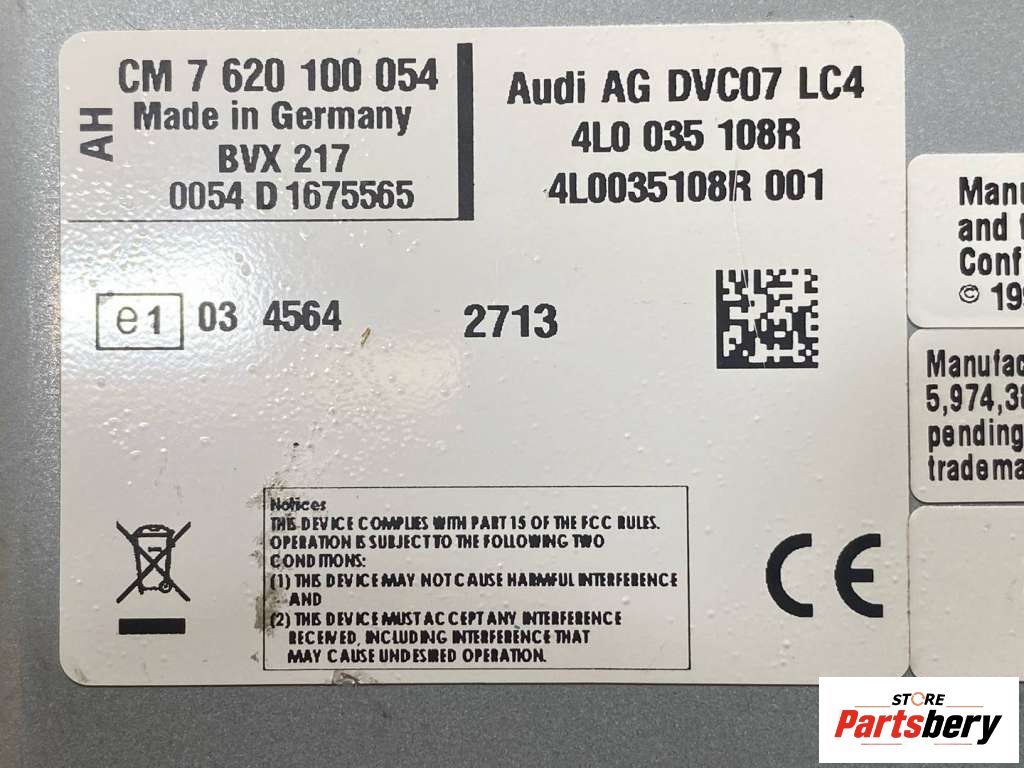 CM 7 620 100 054
AH
Made in Germany
BVX 217
0054 D 1675565
Audi AG DVC07 LC4
4L0 035 108R
4L0035108R 001
e1 03 4564
2713
Notices
THIS DEVICE COMPLIES WITH PART 15 OF THE FCC RULES.
OPERATION IS SUBJECT TO THE FOLLOWING TWO
CONDITIONS:
(1) THIS DEVICE MAY NOT CAUSE HARMFUL INTERFERENCE
AND
(2) THIS DEVICE MUST ACCEPT ANY INTERFERENCE
RECEIVED, INCLUDING INTERFERENCE THAT
MAY CAUSE UNDESIRED OPERATION.
CE
Manu
and
Conf
© 19
Manufac
5,974,38
pending
tradema
STORE
Partsbery